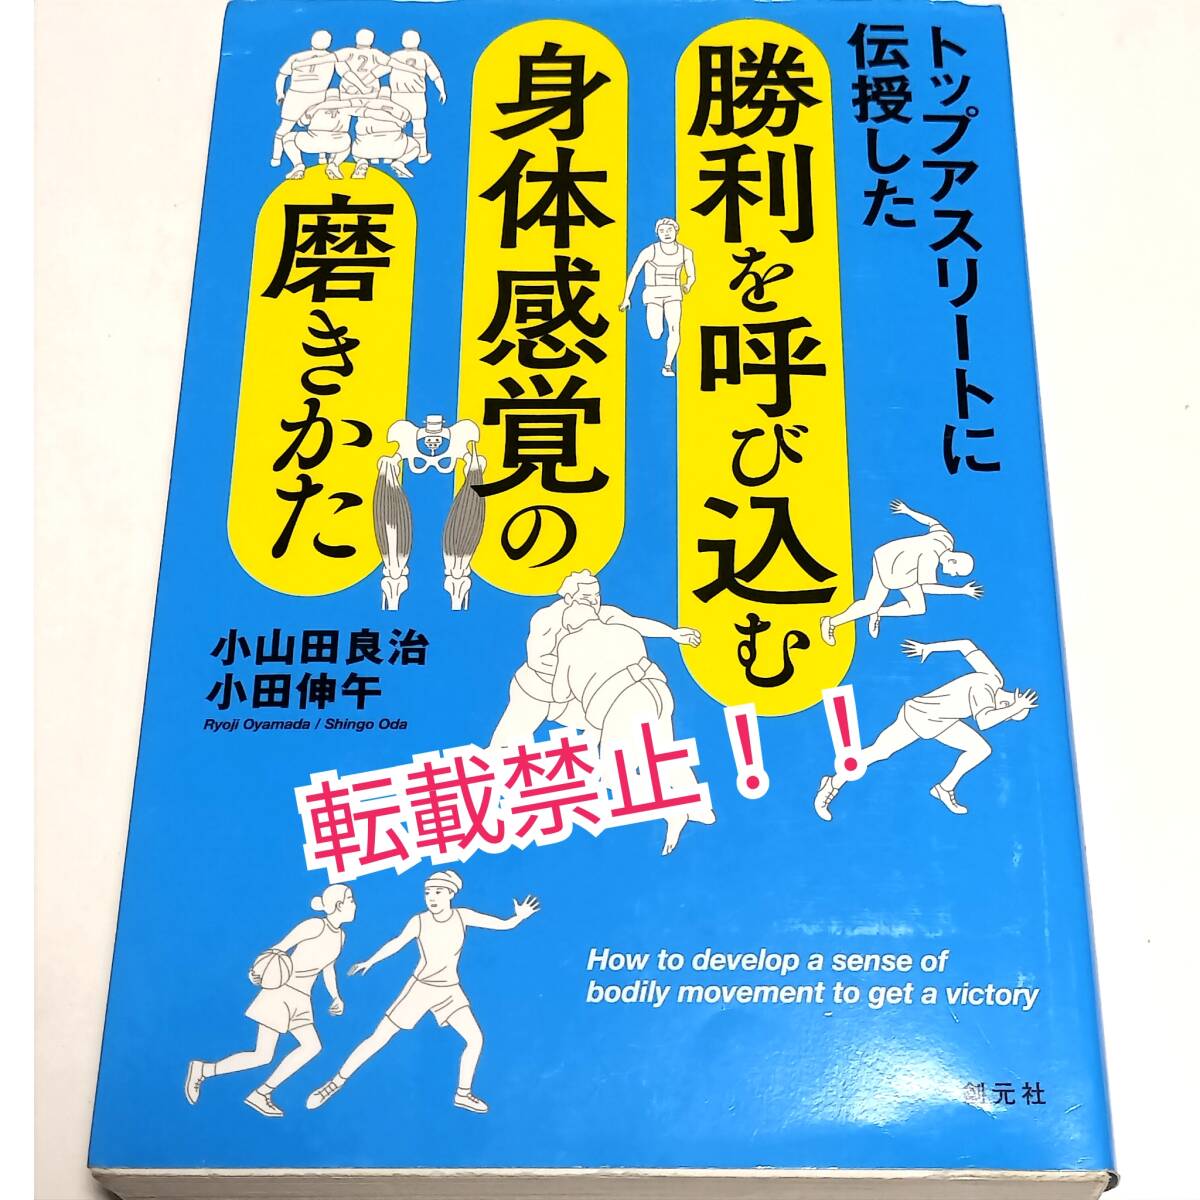 トップアスリートに
伝授した
勝利を呼び込む
身体感覚の
磨きかた
小山田良治
小田伸午
Ryoji Oyamada / Shingo Oda
転載禁止！！
How to develop a sense of
bodily movement to get a victory
創元社
1
2
3